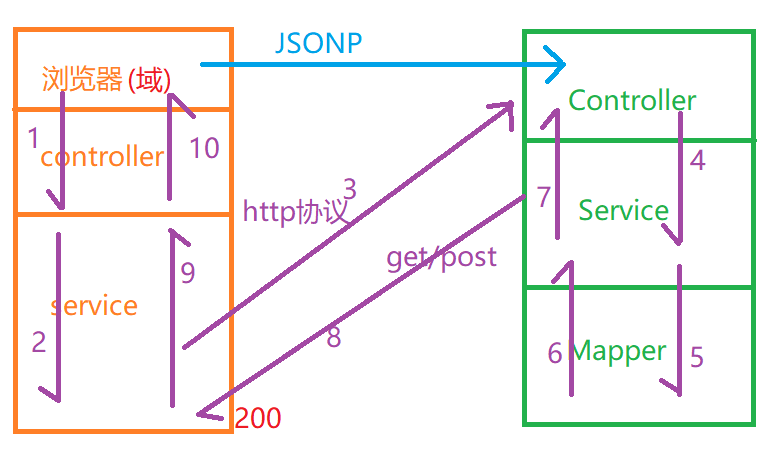 JSONP
浏览器(域)
Controller
1
controller
10
4
3
http协议
7
Service
get/post
9
service
2
8
6
Mapper
5
200